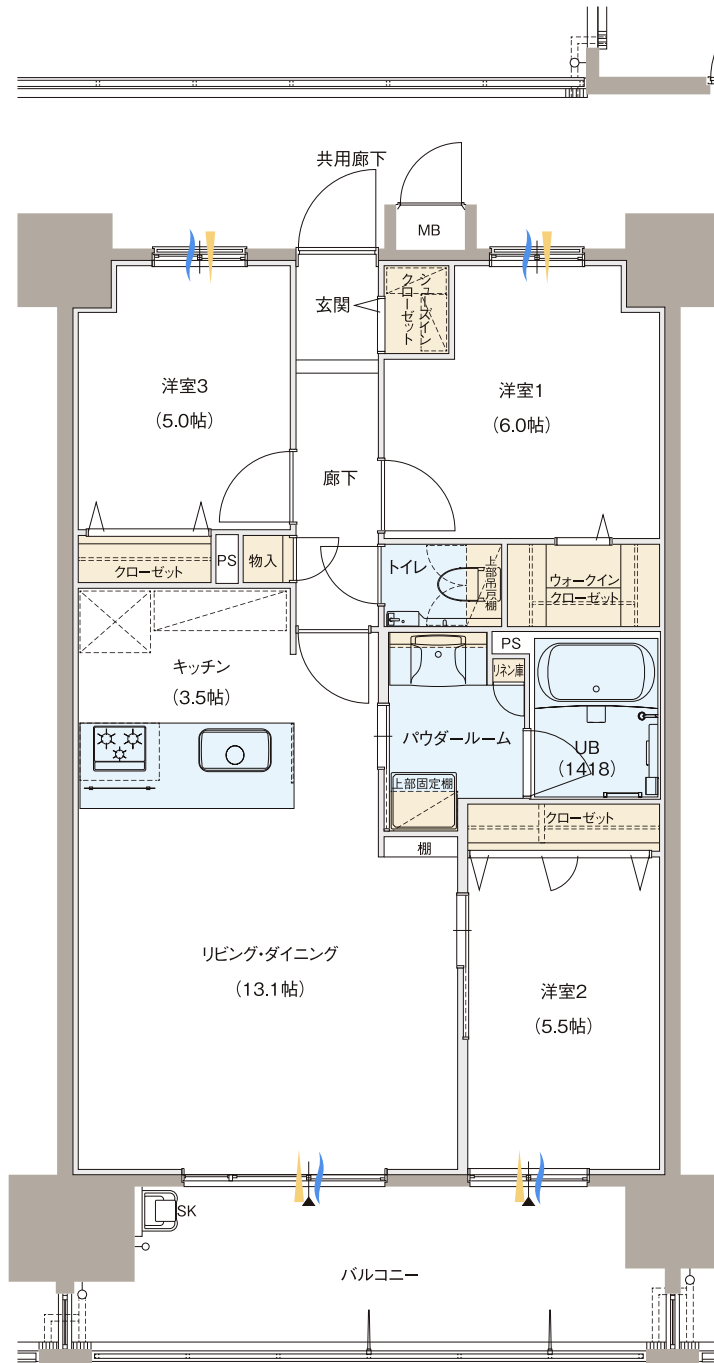 共用廊下
MB
玄関
シューズイン
クローゼット
洋室3
(5.0帖)
洋室1
(6.0帖)
廊下
クローゼット
PS
物入
トイレ
上部吊戸棚
ウォークイン
クローゼット
キッチン
(3.5帖)
PS
リネン庫
パウダールーム
UB
(1418)
上部固定棚
クローゼット
棚
リビング・ダイニング
(13.1帖)
洋室2
(5.5帖)
SK
バルコニー